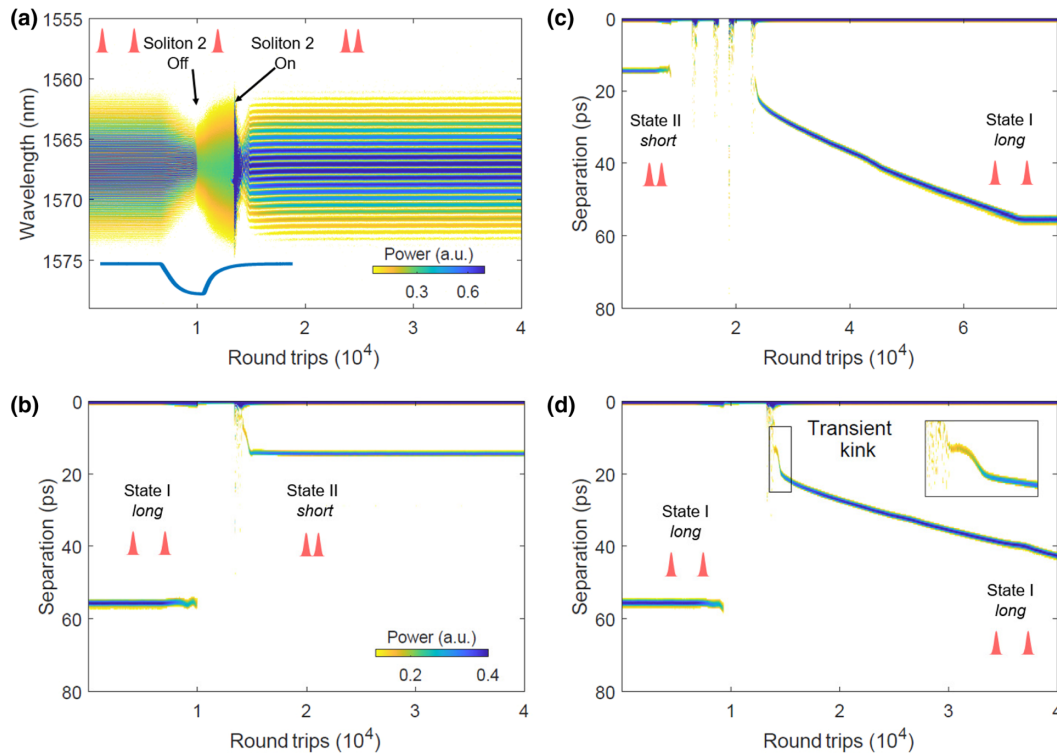 (a)
1555
1560
1565
1570
1575
Wavelength (nm)
Soliton 2
Off
Soliton 2
On
Power (a.u.)
0.3
0.6
1
2
3
4
Round trips (10⁴)
(c)
0
20
40
60
80
Separation (ps)
State II
short
State I
long
2
4
6
Round trips (10⁴)
(b)
0
20
40
60
80
Separation (ps)
State I
long
State II
short
Power (a.u.)
0.2
0.4
1
2
3
4
Round trips (10⁴)
(d)
0
20
40
60
80
Separation (ps)
Transient
kink
State I
long
State I
long
1
2
3
4
Round trips (10⁴)